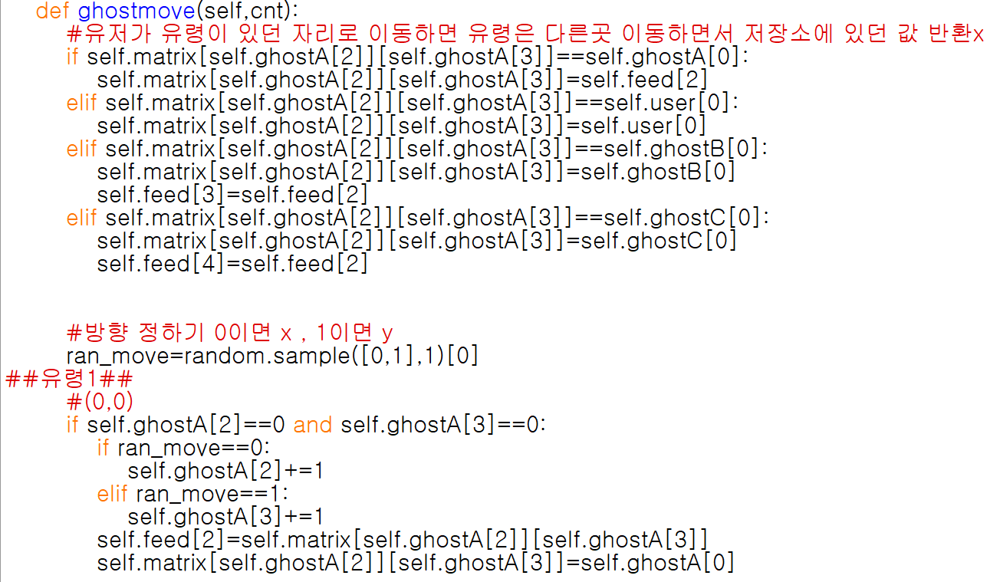 def ghostmove(self,cnt):
#유저가 유령이 있던 자리로 이동하면 유령은 다른곳 이동하면서 저장소에 있던 값 반환x
if self.matrix[self.ghostA[2]][self.ghostA[3]]==self.ghostA[0]:
self.matrix[self.ghostA[2]][self.ghostA[3]]=self.feed[2]
elif self.matrix[self.ghostA[2]][self.ghostA[3]]==self.user[0]:
self.matrix[self.ghostA[2]][self.ghostA[3]]=self.user[0]
elif self.matrix[self.ghostA[2]][self.ghostA[3]]==self.ghostB[0]:
self.matrix[self.ghostA[2]][self.ghostA[3]]=self.ghostB[0]
self.feed[3]=self.feed[2]
elif self.matrix[self.ghostA[2]][self.ghostA[3]]==self.ghostC[0]:
self.matrix[self.ghostA[2]][self.ghostA[3]]=self.ghostC[0]
self.feed[4]=self.feed[2]
#방향 정하기 0이면 x , 1이면 y
ran_move=random.sample([0,1],1)[0]
##유령1##
#(0,0)
if self.ghostA[2]==0 and self.ghostA[3]==0:
if ran_move==0:
self.ghostA[2]+=1
elif ran_move==1:
self.ghostA[3]+=1
self.feed[2]=self.matrix[self.ghostA[2]][self.ghostA[3]]
self.matrix[self.ghostA[2]][self.ghostA[3]]=self.ghostA[0]